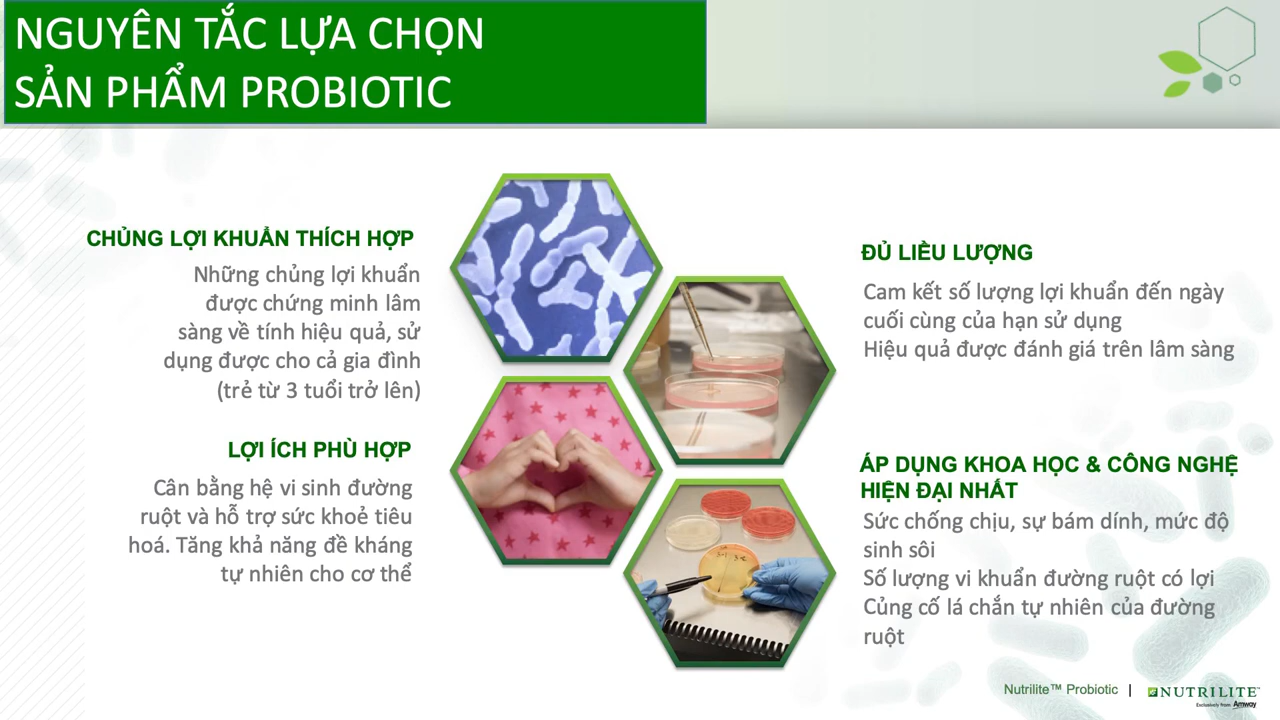 NGUYÊN TẮC LỰA CHỌN
SẢN PHẨM PROBIOTIC
CHỦNG LỢI KHUẨN THÍCH HỢP
Những chủng lợi khuẩn
được chứng minh lâm
sàng về tính hiệu quả, sử
dụng được cho cả gia đình
(trẻ từ 3 tuổi trở lên)
LỢI ÍCH PHÙ HỢP
Cân bằng hệ vi sinh đường
ruột và hỗ trợ sức khoẻ tiêu
hoá. Tăng khả năng đề kháng
tự nhiên cho cơ thể
ĐỦ LIỀU LƯỢNG
Cam kết số lượng lợi khuẩn đến ngày
cuối cùng của hạn sử dụng
Hiệu quả được đánh giá trên lâm sàng
ÁP DỤNG KHOA HỌC & CÔNG NGHỆ
HIỆN ĐẠI NHẤT
Sức chống chịu, sự bám dính, mức độ
sinh sôi
Số lượng vi khuẩn đường ruột có lợi
Củng cố lá chắn tự nhiên của đường
ruột
Nutrilite™ Probiotic |
NUTRILITE™
Exclusively from Amway